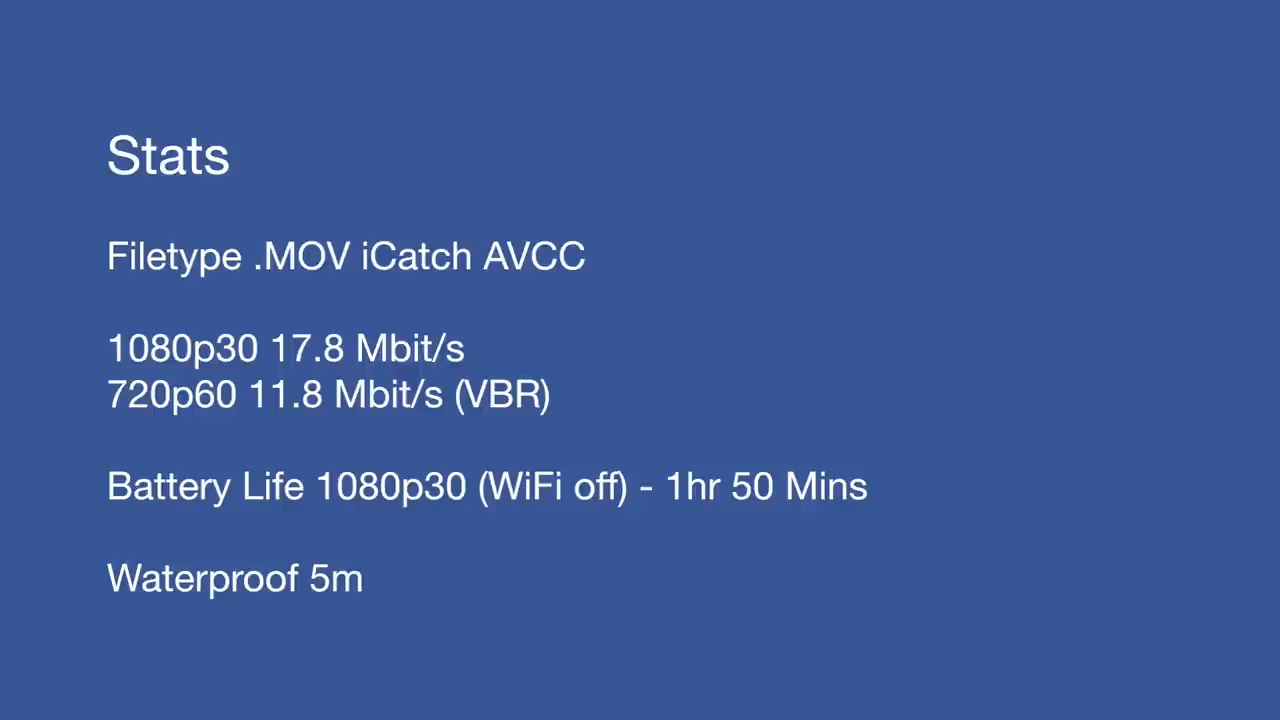 Stats
Filetype .MOV iCatch AVCC
1080p30 17.8 Mbit/s
720p60 11.8 Mbit/s (VBR)
Battery Life 1080p30 (WiFi off) - 1hr 50 Mins
Waterproof 5m